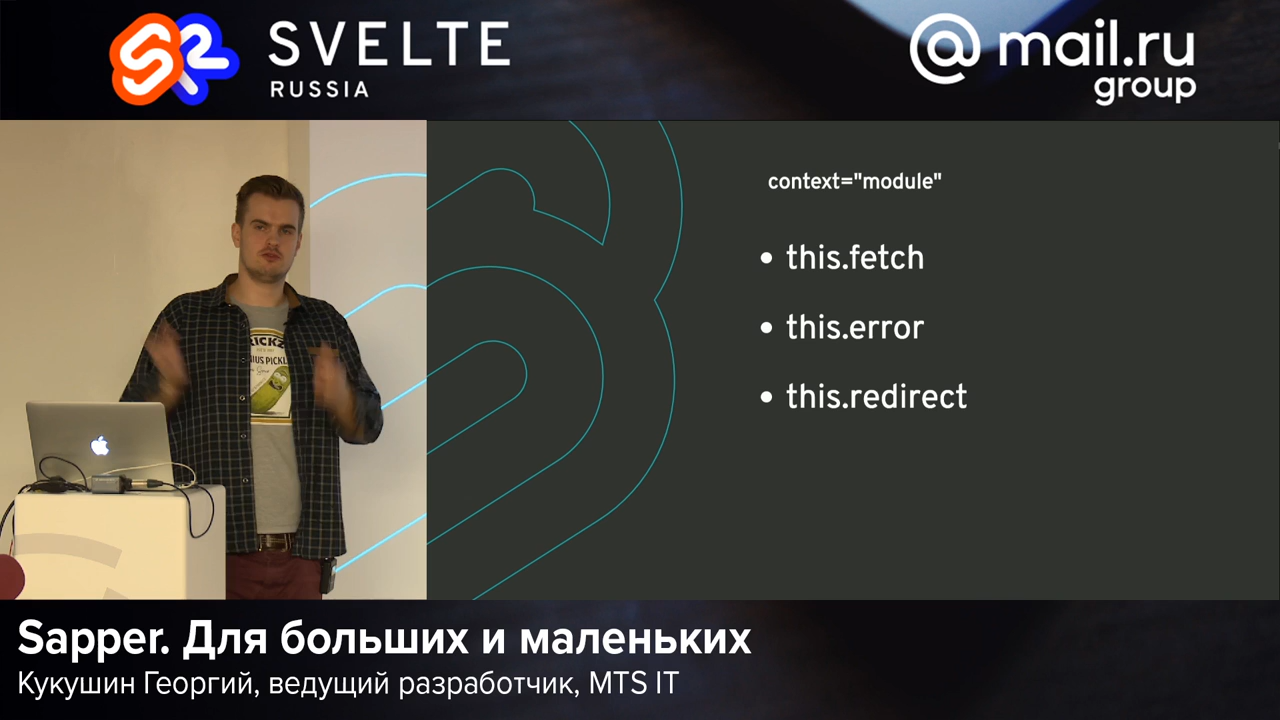 SVELTE
RUSSIA
@mail.ru
group
context="module"
• this.fetch
• this.error
• this.redirect
Sapper. Для больших и маленьких
Кукушин Георгий, ведущий разработчик, MTS IT